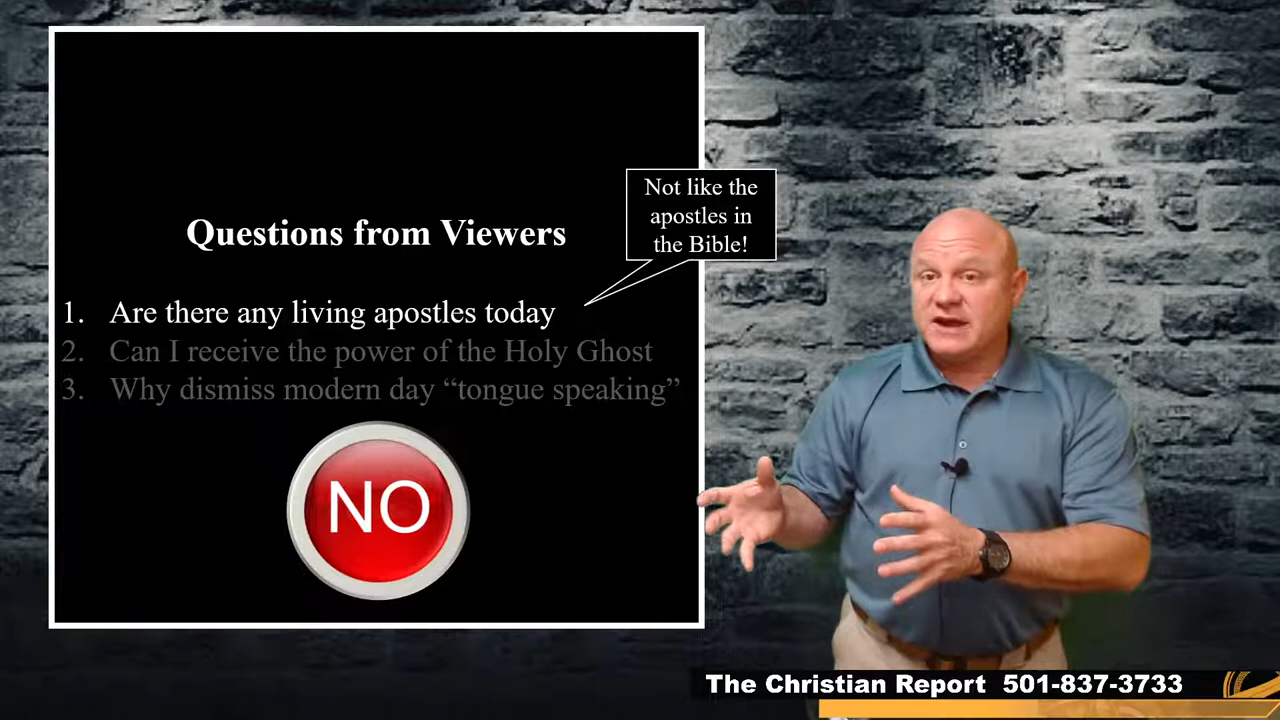 Questions from Viewers
Not like the
apostles in
the Bible!
1. Are there any living apostles today
2. Can I receive the power of the Holy Ghost
3. Why dismiss modern day “tongue speaking”
NO
The Christian Report 501-837-3733